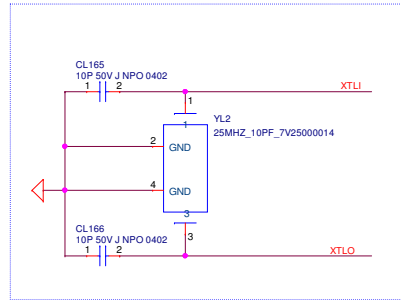 CL165
10P 50V J NPO 0402
1 2
XTLI
1
1
YL2
25MHZ_10PF_7V25000014
2
GND
4
GND
3
CL166
10P 50V J NPO 0402
3
1 2
XTLO